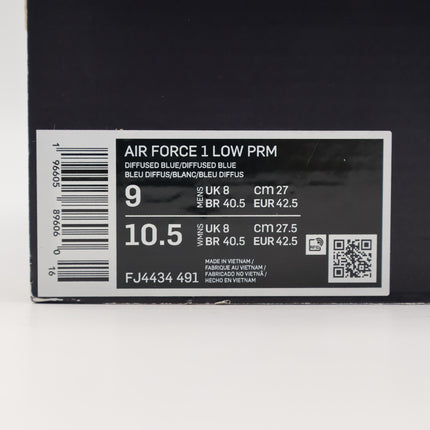 AIR FORCE 1 LOW PRM
DIFFUSED BLUE/DIFFUSED BLUE
BLEU DIFFUS/BLANC/BLEU DIFFUS
9 MENS UK 8 cm 27
BR 40.5 EUR 42.5
10.5 WMNS UK 8 cm 27.5
BR 40.5 EUR 42.5
FJ4434 491
MADE IN VIETNAM /
FABRIQUE AU VIETNAM /
FABRICADO NO VIETNÃ /
HECHO EN VIETNAM
1 96605 89606 0 16